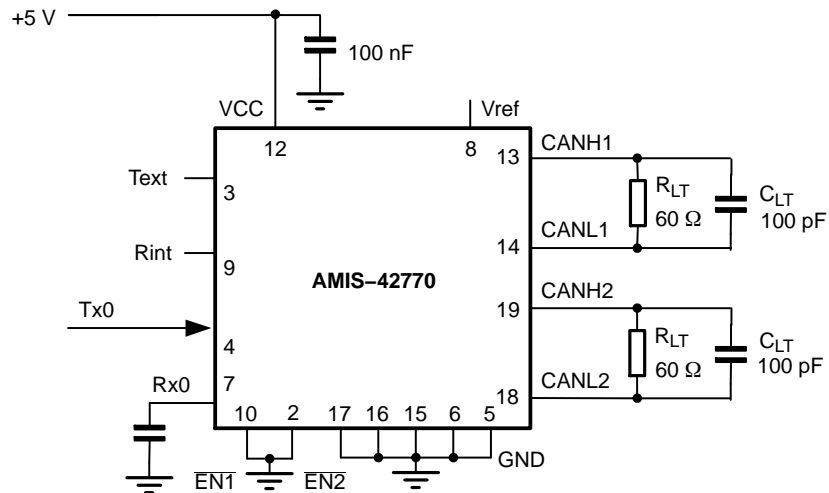 +5 V
100 nF
VCC
Vref
12
8
13
CANH1
Text
3
R_LT
60 Ω
C_LT
100 pF
Rint
9
14
CANL1
AMIS−42770
Tx0
4
19
CANH2
R_LT
60 Ω
C_LT
100 pF
Rx0
7
18
CANL2
10
2
17
16
15
6
5
GND
E̅N̅1̅
E̅N̅2̅